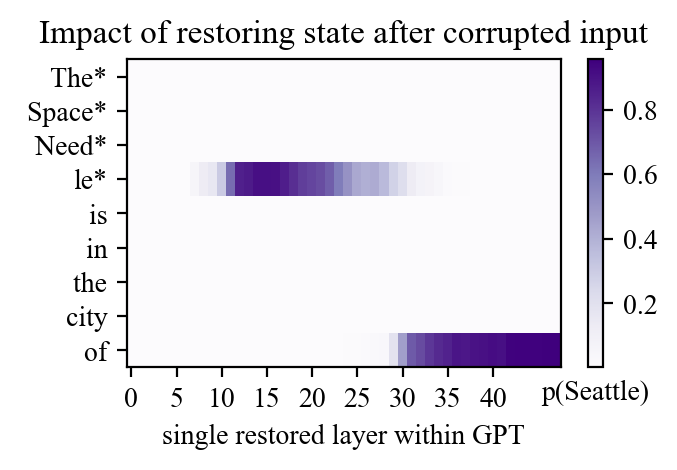 Impact of restoring state after corrupted input
The*
Space*
Need*
le*
is
in
the
city
of
0 5 10 15 20 25 30 35 40
single restored layer within GPT
0.8
0.6
0.4
0.2
p(Seattle)